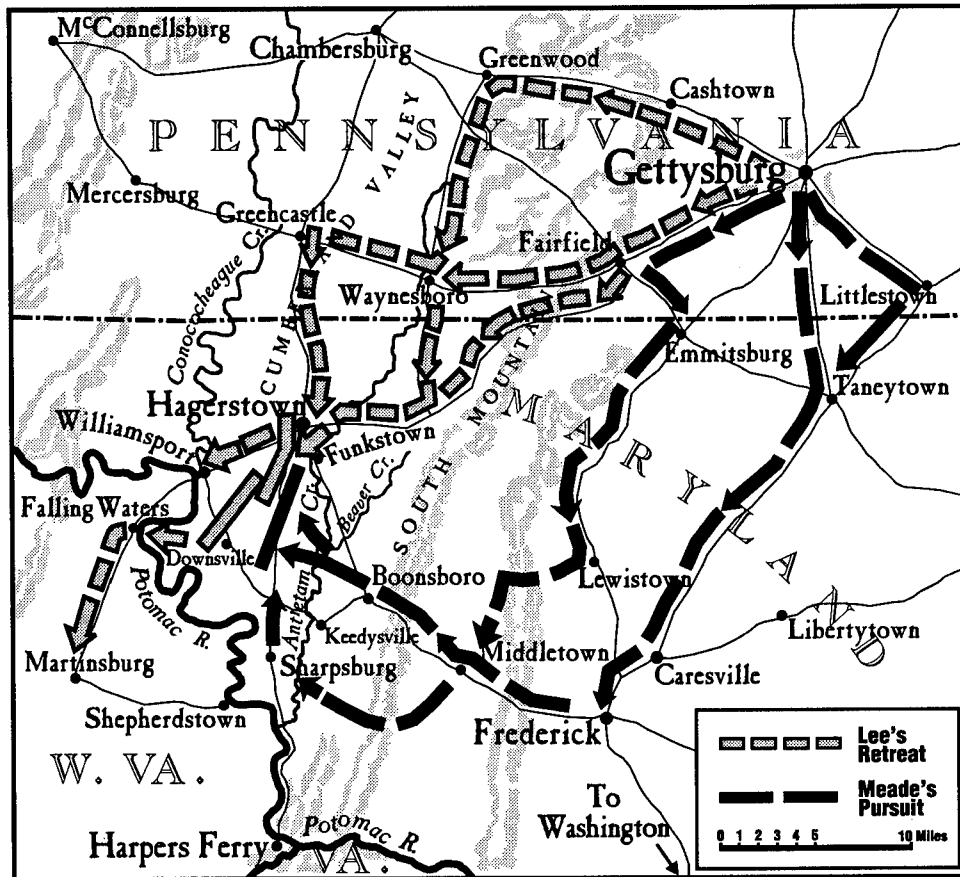 McConnellsburg
Chambersburg
Greenwood
Cashtown
PENNSYLVANIA
Gettysburg
Mercersburg
Greencastle
Conococheague Cr.
CUMBERLAND VALLEY
Fairfield
Waynesboro
Littlestown
Emmitsburg
Taneytown
Hagerstown
Williamsport
Funkstown
SOUTH MOUNTAIN
MARYLAND
Falling Waters
Downsville
Antietam Cr.
Beaver Cr.
Boonsboro
Lewistown
Potomac R.
Keedysville
Libertytown
Martinsburg
Sharpsburg
Middletown
Caresville
Shepherdstown
Frederick
W. VA.
To
Washington
Harpers Ferry
Potomac R.
VA.
Lee's
Retreat
Meade's
Pursuit
0 1 2 3 4 5 10 Miles